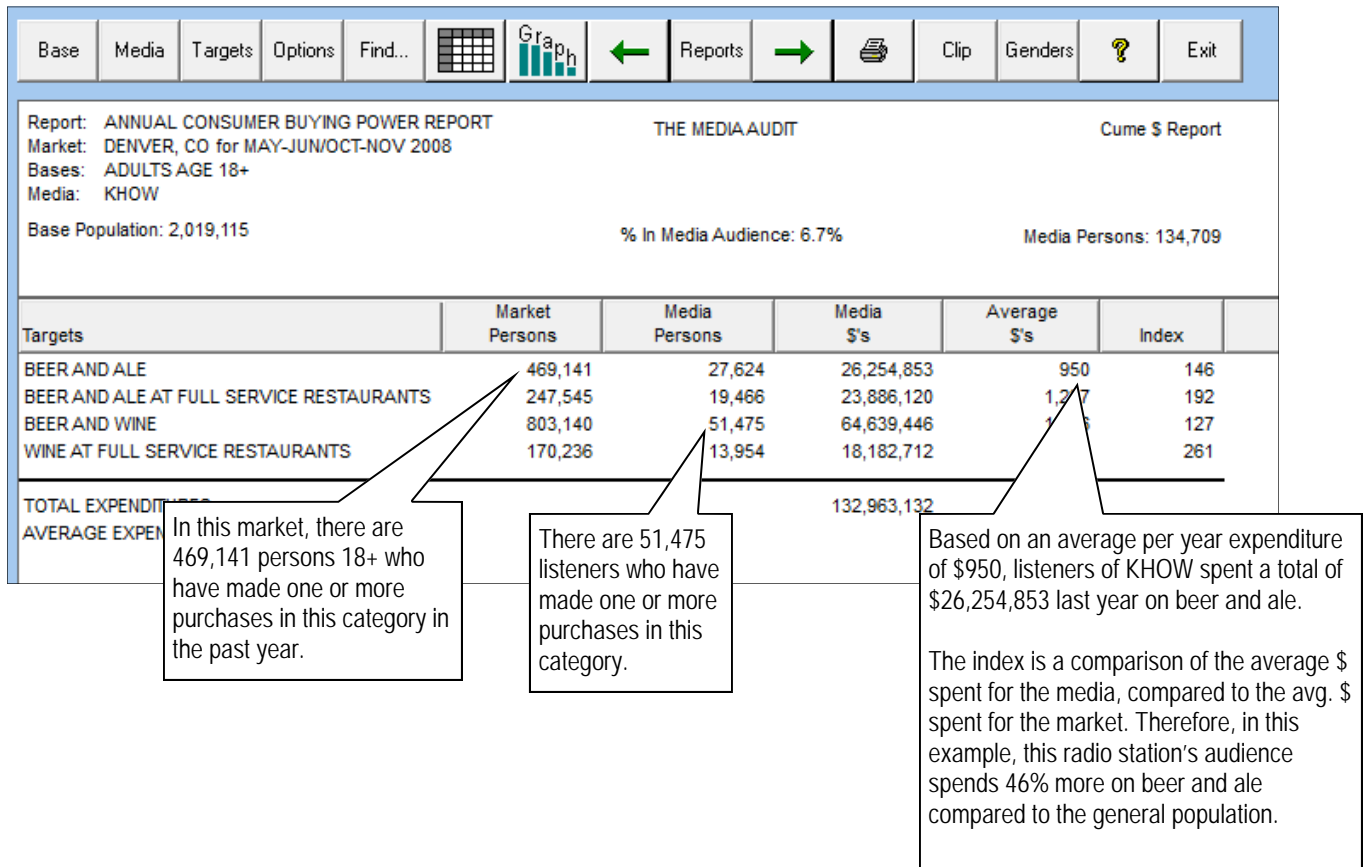 Base Media Targets Options Find... Graph Reports Clip Genders ? Exit
Report: ANNUAL CONSUMER BUYING POWER REPORT THE MEDIA AUDIT Cume $ Report
Market: DENVER, CO for MAY-JUN/OCT-NOV 2008
Bases: ADULTS AGE 18+
Media: KHOW
Base Population: 2,019,115 % In Media Audience: 6.7% Media Persons: 134,709
Targets Market Persons Media Persons Media $'s Average $'s Index
BEER AND ALE 469,141 27,624 26,254,853 950 146
BEER AND ALE AT FULL SERVICE RESTAURANTS 247,545 19,466 23,886,120 192
BEER AND WINE 803,140 51,475 64,639,446 127
WINE AT FULL SERVICE RESTAURANTS 170,236 13,954 18,182,712 261
TOTAL 132,963,132
AVERAGE
In this market, there are
469,141 persons 18+ who
have made one or more
purchases in this category in
the past year.
There are 51,475
listeners who have
made one or more
purchases in this
category.
Based on an average per year expenditure
of $950, listeners of KHOW spent a total of
$26,254,853 last year on beer and ale.
The index is a comparison of the average $
spent for the media, compared to the avg. $
spent for the market. Therefore, in this
example, this radio station's audience
spends 46% more on beer and ale
compared to the general population.